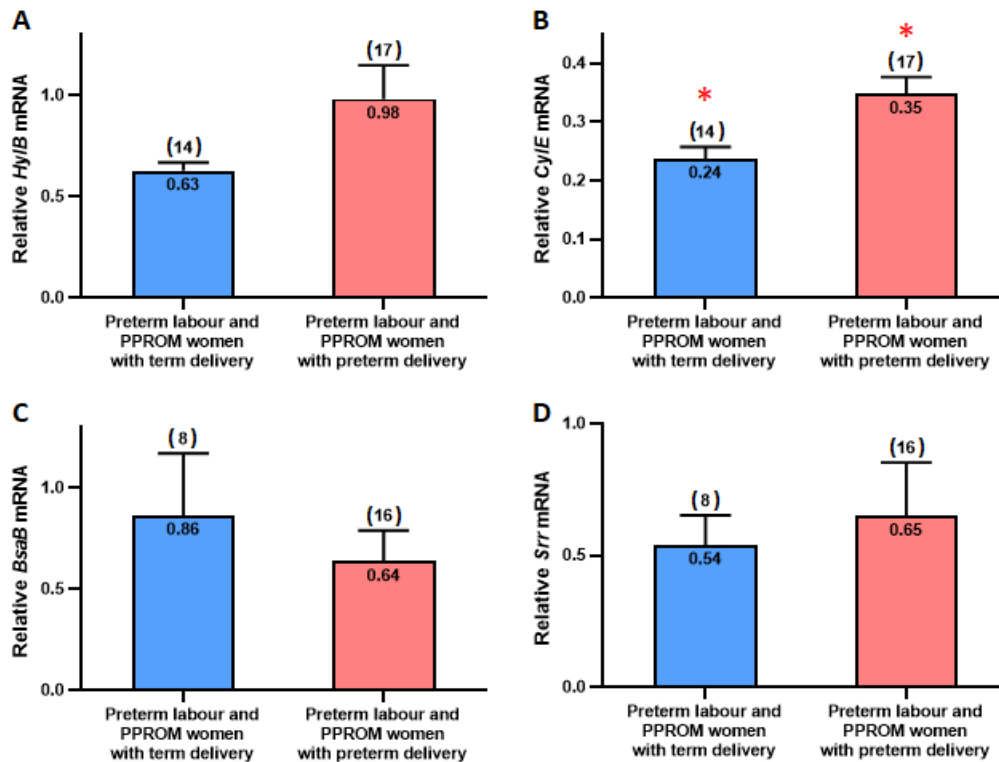 A
Relative HylB mRNA
1.0
0.5
0.0
(14)
0.63
(17)
0.98
Preterm labour and
PPROM women
with term delivery
Preterm labour and
PPROM women
with preterm delivery
B
Relative CylE mRNA
0.4
0.3
0.2
0.1
0.0
*
(14)
0.24
*
(17)
0.35
Preterm labour and
PPROM women
with term delivery
Preterm labour and
PPROM women
with preterm delivery
C
Relative BsaB mRNA
1.0
0.5
0.0
(8)
0.86
(16)
0.64
Preterm labour and
PPROM women
with term delivery
Preterm labour and
PPROM women
with preterm delivery
D
Relative Srr mRNA
1.0
0.5
0.0
(8)
0.54
(16)
0.65
Preterm labour and
PPROM women
with term delivery
Preterm labour and
PPROM women
with preterm delivery